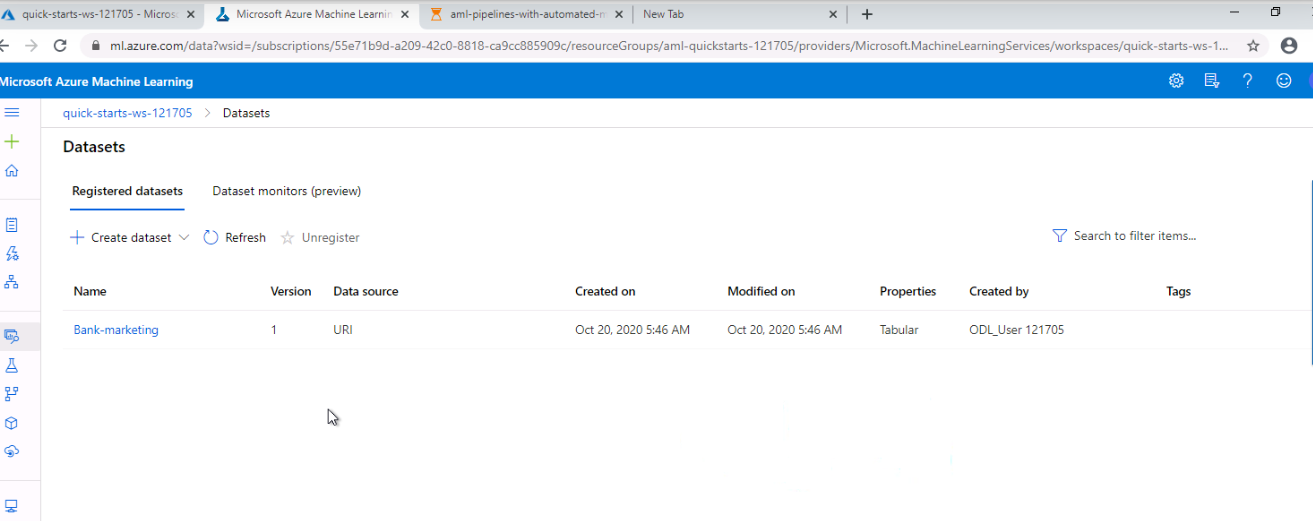 quick-starts-ws-121705 - Micros
Microsoft Azure Machine Learnin
aml-pipelines-with-automated-m
New Tab
ml.azure.com/data?wsid=/subscriptions/55e71b9d-a209-42c0-8818-ca9cc885909c/resourceGroups/aml-quickstarts-121705/providers/Microsoft.MachineLearningServices/workspaces/quick-starts-ws-1...
Microsoft Azure Machine Learning
quick-starts-ws-121705 > Datasets
Datasets
Registered datasets Dataset monitors (preview)
Create dataset Refresh Unregister Search to filter items...
Name Version Data source Created on Modified on Properties Created by Tags
Bank-marketing 1 URI Oct 20, 2020 5:46 AM Oct 20, 2020 5:46 AM Tabular ODL_User 121705